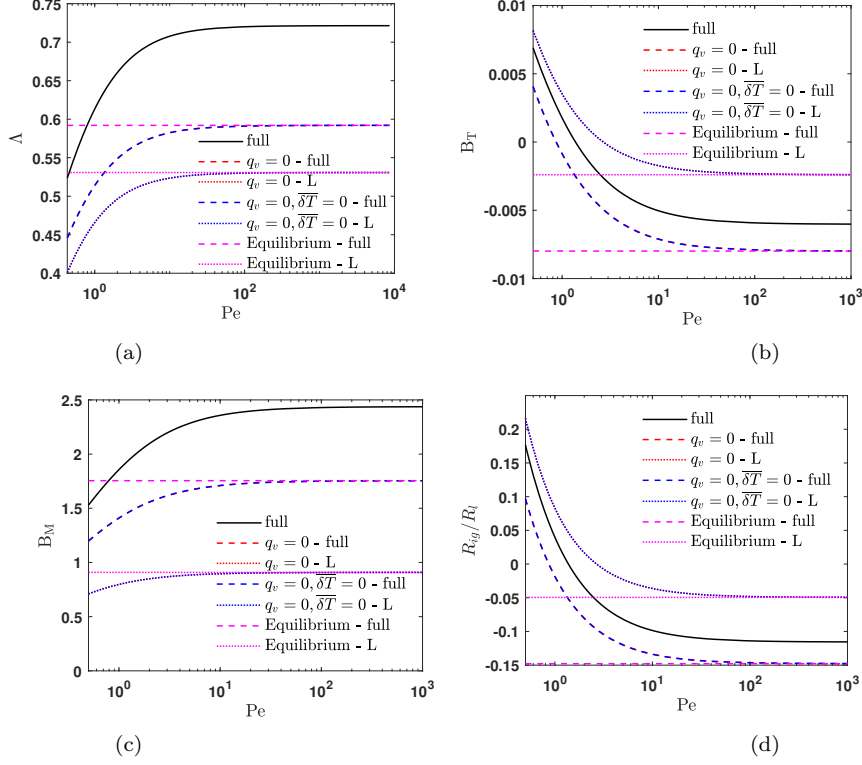 0.75
0.7
0.65
0.6
0.55
0.5
0.45
0.4
Λ
full
q_v = 0 - full
q_v = 0 - L
q_v = 0, \overline{δT} = 0 - full
q_v = 0, \overline{δT} = 0 - L
Equilibrium - full
Equilibrium - L
10^0 10^2 10^4
Pe
(a)
0.01
0.005
0
-0.005
-0.01
B_T
full
q_v = 0 - full
q_v = 0 - L
q_v = 0, \overline{δT} = 0 - full
q_v = 0, \overline{δT} = 0 - L
Equilibrium - full
Equilibrium - L
10^0 10^1 10^2 10^3
Pe
(b)
2.5
2
1.5
1
0.5
0
B_M
full
q_v = 0 - full
q_v = 0 - L
q_v = 0, \overline{δT} = 0 - full
q_v = 0, \overline{δT} = 0 - L
Equilibrium - full
Equilibrium - L
10^0 10^1 10^2 10^3
Pe
(c)
0.2
0.15
0.1
0.05
0
-0.05
-0.1
-0.15
R_{ig}/R_l
full
q_v = 0 - full
q_v = 0 - L
q_v = 0, \overline{δT} = 0 - full
q_v = 0, \overline{δT} = 0 - L
Equilibrium - full
Equilibrium - L
10^0 10^1 10^2 10^3
Pe
(d)